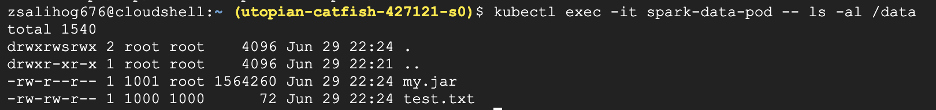 zsalihog676@cloudshell:~ (utopian-catfish-427121-s0)$ kubectl exec -it spark-data-pod -- ls -al /data
total 1540
drwxrwsrwx 2 root root    4096 Jun 29 22:24 .
drwxr-xr-x 1 root root    4096 Jun 29 22:21 ..
-rw-r--r-- 1 1001 root 1564260 Jun 29 22:24 my.jar
-rw-rw-r-- 1 1000 1000      72 Jun 29 22:24 test.txt